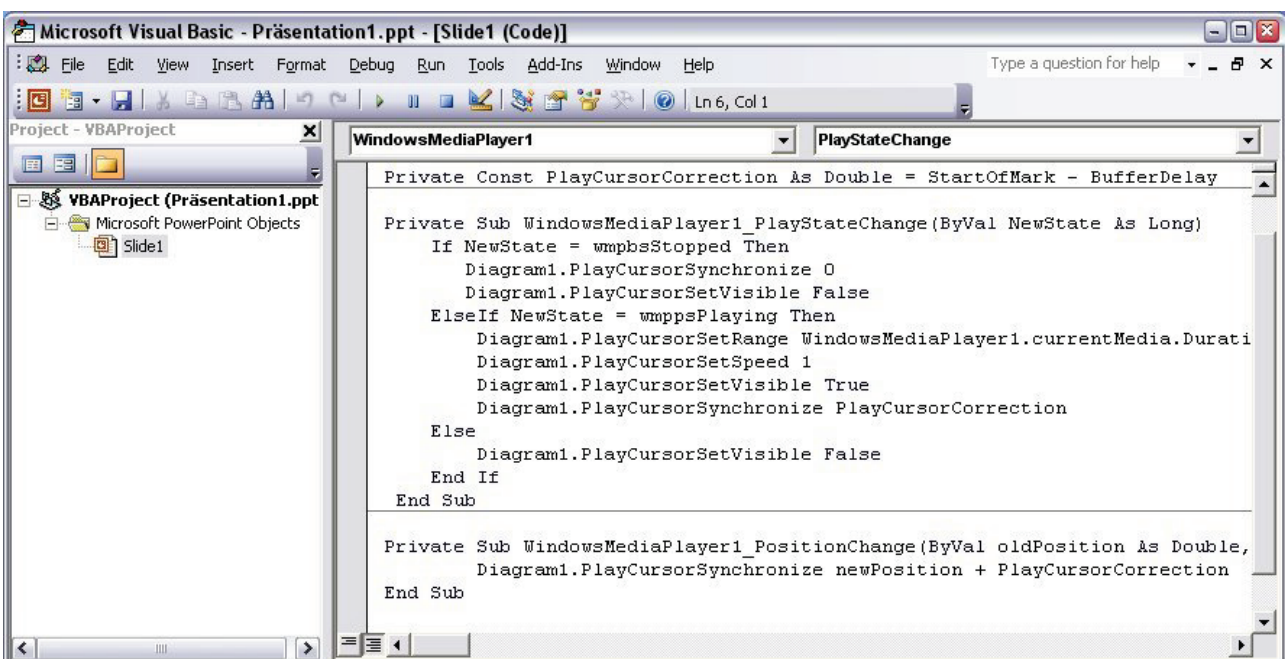 Microsoft Visual Basic - Präsentation1.ppt - [Slide1 (Code)]
File Edit View Insert Format Debug Run Tools Add-Ins Window Help Type a question for help
Ln 6, Col 1
Project - VBAProject
WindowsMediaPlayer1 PlayStateChange
VBAProject (Präsentation1.ppt
Microsoft PowerPoint Objects
Slide1
Private Const PlayCursorCorrection As Double = StartOfMark - BufferDelay
Private Sub WindowsMediaPlayer1_PlayStateChange(ByVal NewState As Long)
If NewState = wmpbsStopped Then
Diagram1.PlayCursorSynchronize 0
Diagram1.PlayCursorSetVisible False
ElseIf NewState = wmppsPlaying Then
Diagram1.PlayCursorSetRange WindowsMediaPlayer1.currentMedia.Durati
Diagram1.PlayCursorSetSpeed 1
Diagram1.PlayCursorSetVisible True
Diagram1.PlayCursorSynchronize PlayCursorCorrection
Else
Diagram1.PlayCursorSetVisible False
End If
End Sub
Private Sub WindowsMediaPlayer1_PositionChange(ByVal oldPosition As Double,
Diagram1.PlayCursorSynchronize newPosition + PlayCursorCorrection
End Sub